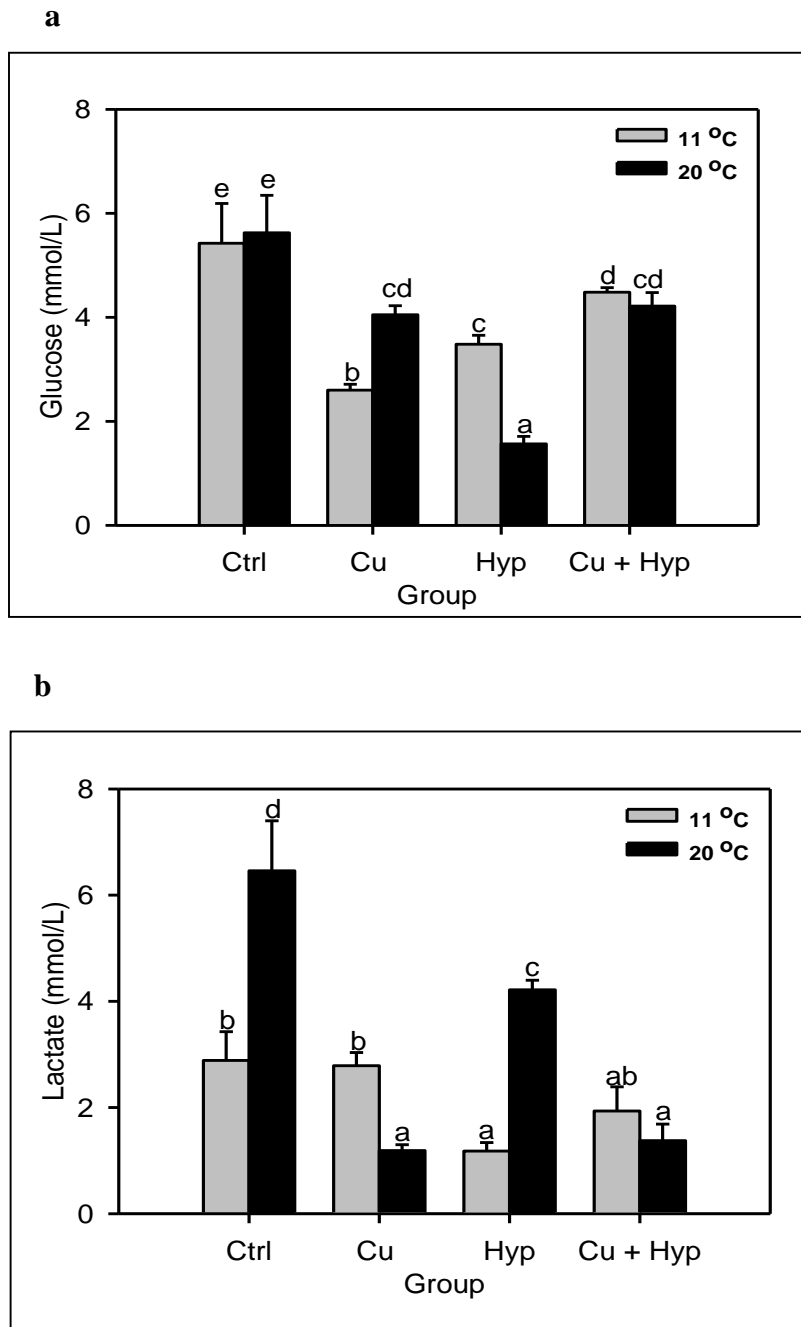 a
8
6
4
2
0
Glucose (mmol/L)
11 °C
20 °C
e e
b cd
c a
d cd
Ctrl Cu Hyp Cu + Hyp
Group
b
8
6
4
2
0
Lactate (mmol/L)
11 °C
20 °C
b d
b a
a c
ab a
Ctrl Cu Hyp Cu + Hyp
Group